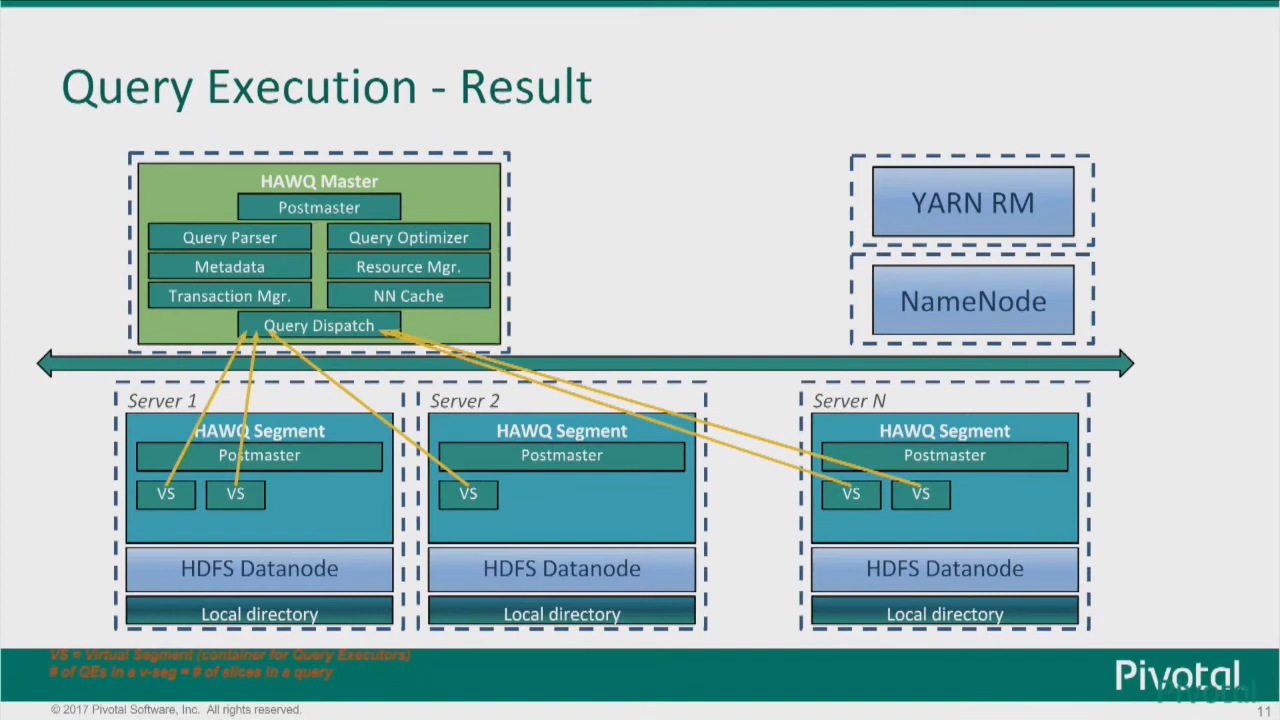 Query Execution - Result
HAWQ Master
Postmaster
Query Parser
Query Optimizer
Metadata
Resource Mgr.
Transaction Mgr.
NN Cache
Query Dispatch
YARN RM
NameNode
Server 1
HAWQ Segment
Postmaster
VS
VS
HDFS Datanode
Local directory
Server 2
HAWQ Segment
Postmaster
VS
HDFS Datanode
Local directory
Server N
HAWQ Segment
Postmaster
VS
VS
HDFS Datanode
Local directory
VS = Virtual Segment (container for Query Executors)
# of QEs in a v-seg = # of slices in a query
Pivotal
Pivotal
© 2017 Pivotal Software, Inc. All rights reserved.
11